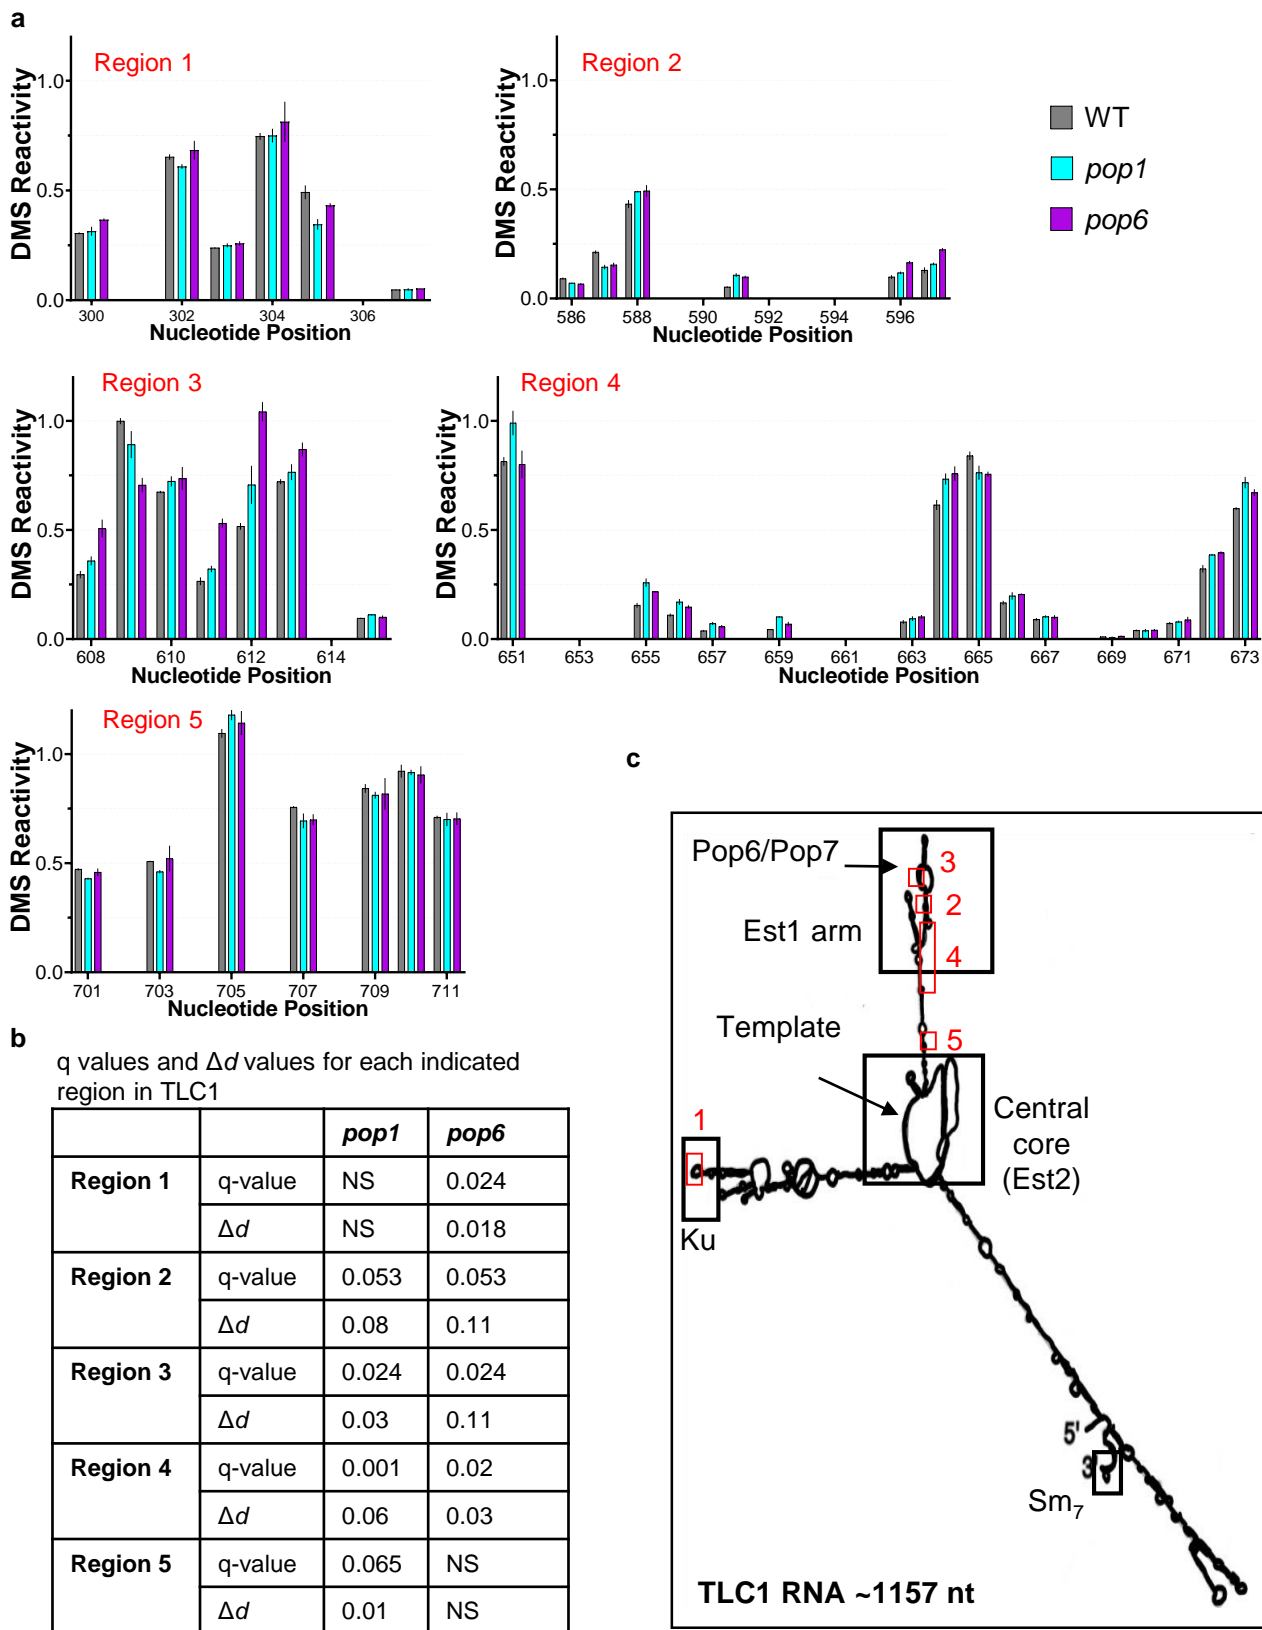 a
Region 1
DMS Reactivity
1.0
0.5
0.0
300
302
304
306
Nucleotide Position
Region 2
DMS Reactivity
1.0
0.5
0.0
586
588
590
592
594
596
Nucleotide Position
WT
pop1
pop6
Region 3
DMS Reactivity
1.0
0.5
0
608
610
612
614
Nucleotide Position
Region 4
DMS Reactivity
1.0
0.5
0.0
651
653
655
657
659
661
663
664
665
667
669
671
673
Nucleotide Position
Region 5
DMS Reactivity
1.0
0.5
0.0
701
703
705
707
709
711
Nucleotide Position
b
q values and Δd values for each indicated
region in TLC1
pop1 pop6
Region 1 q-value NS 0.024
Δd NS 0.018
Region 2 q-value 0.053 0.053
Δd 0.08 0.11
Region 3 q-value 0.024 0.024
Δd 0.03 0.11
Region 4 q-value 0.001 0.02
Δd 0.06 0.03
Region 5 q-value 0.065 NS
Δd 0.01 NS
c
Pop6/Pop7
3
2
Est1 arm
4
Template
5
1
Central
core
(Est2)
Ku
5'
3
Sm7
TLC1 RNA ~1157 nt